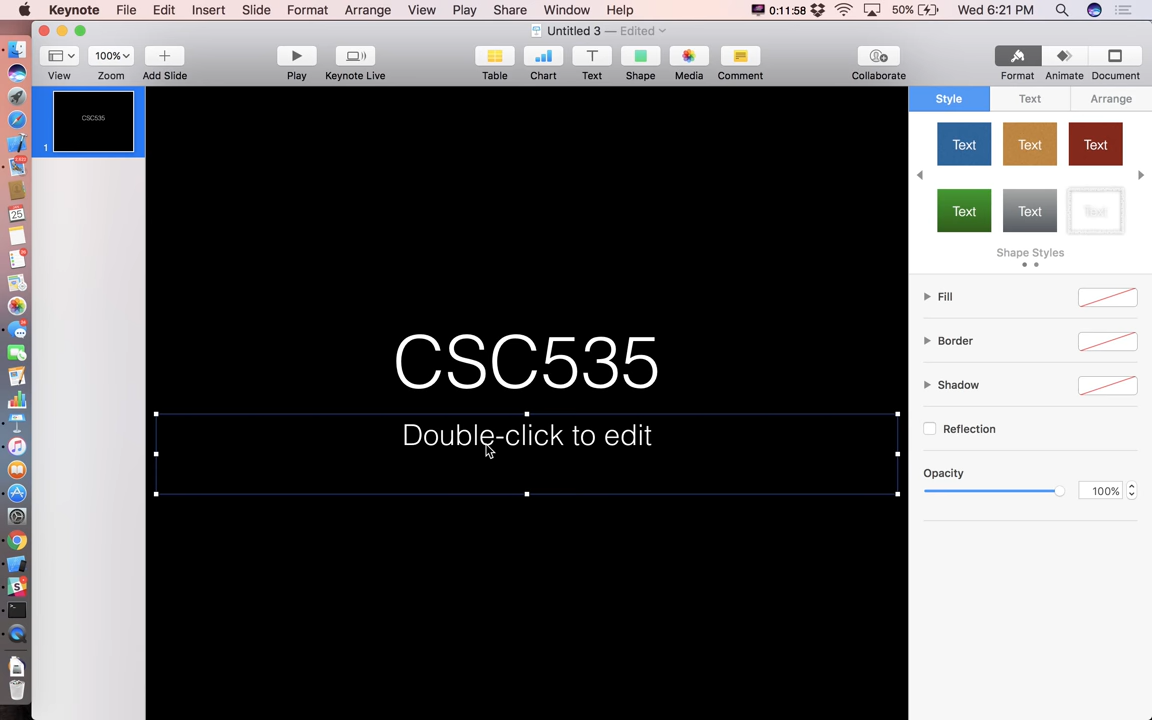 Keynote File Edit Insert Slide Format Arrange View Play Share Window Help 0:11:58 50% Wed 6:21 PM
Untitled 3 — Edited
100%
View Zoom Add Slide Play Keynote Live Table Chart Text Shape Media Comment Collaborate Format Animate Document
Style Text Arrange
CSC535
1
Text Text Text
Text Text Text
Shape Styles
Fill
Border
CSC535
Shadow
Reflection
Double-click to edit
Opacity
100%